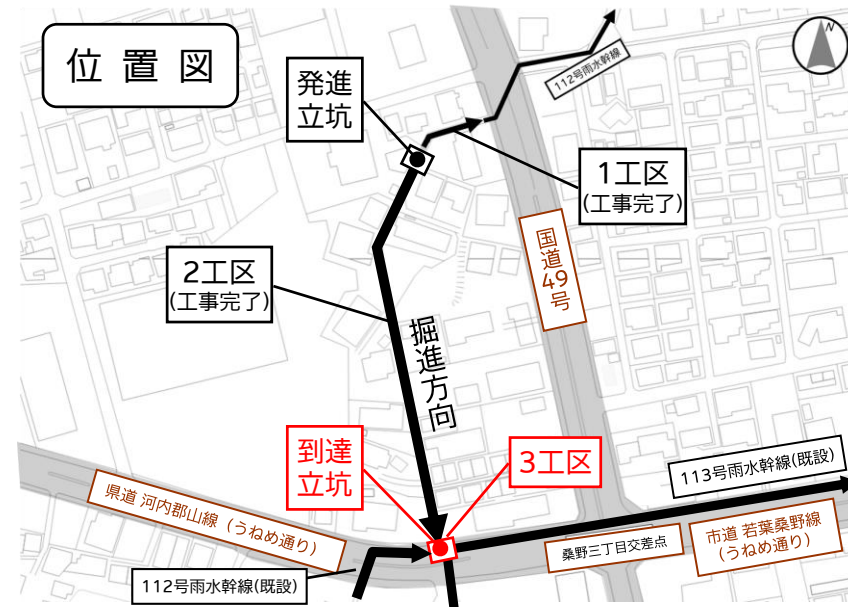 位置図
N
112号雨水幹線
発進
立坑
1工区
(工事完了)
国道49号
2工区
(工事完了)
掘進方向
到達
立坑
3工区
113号雨水幹線(既設)
県道 河内郡山線 (うねめ通り)
桑野三丁目交差点
市道 若葉桑野線
(うねめ通り)
112号雨水幹線(既設)